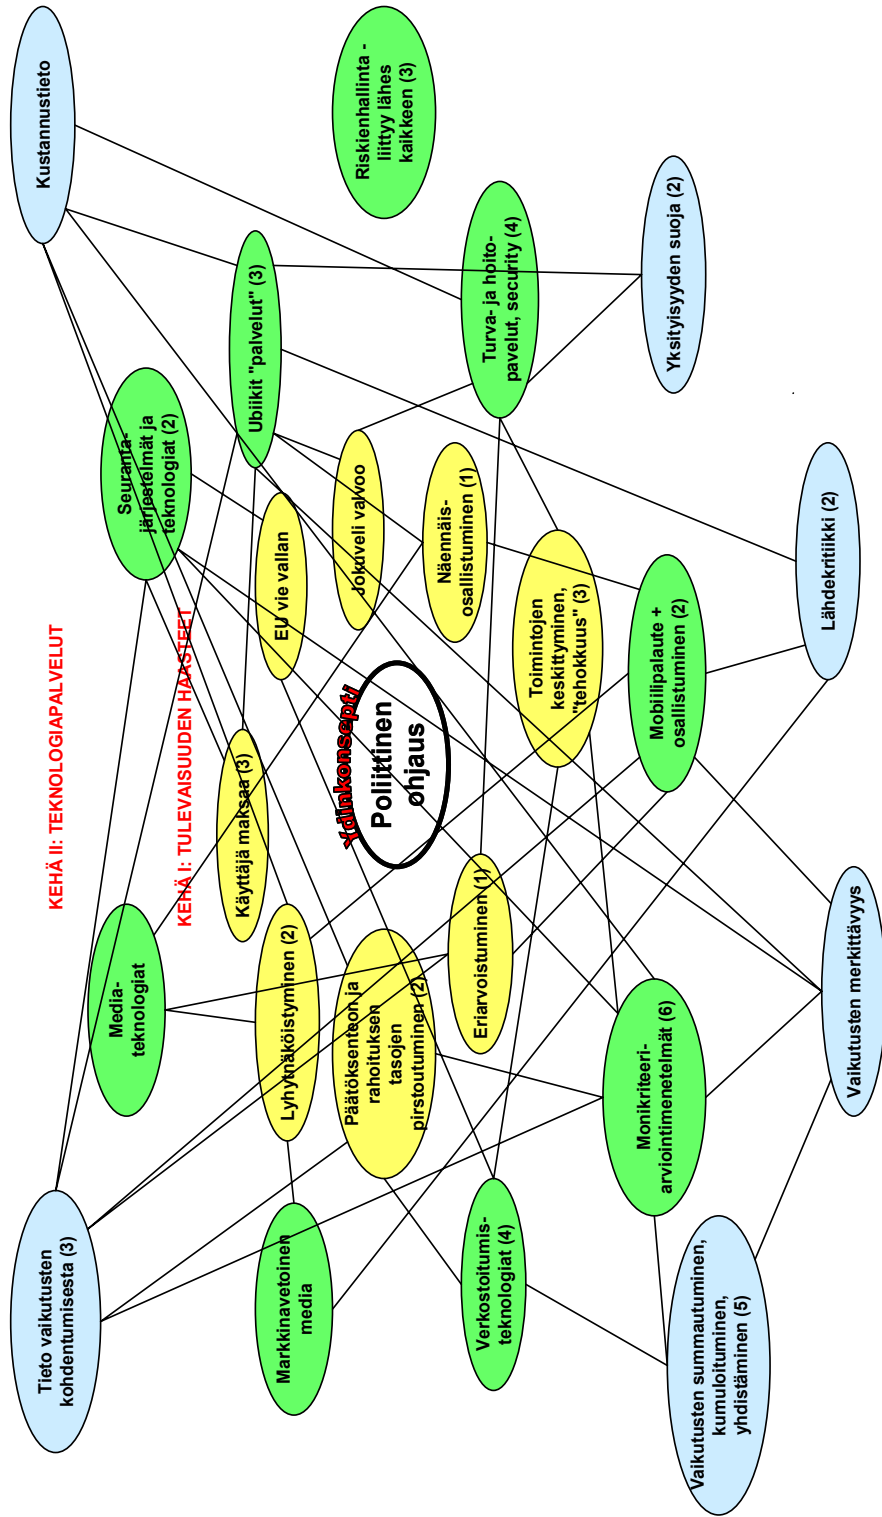 Tieto vaikutusten
kohdentumisesta (3)
Kustannustieto
KEHÄ II: TEKNOLOGIAPALVELUT
Media-
teknologiat
Seuranta-
järjestelmät ja
teknologiat (2)
KEHÄ I: TULEVAISUUDEN HAASTEET
Käyttäjä maksaa (3)
Ubiikit "palvelut" (3)
EU vie vallan
Markkinavetoinen
media
Lyhytnäköistyminen (2)
Jokuveli valvoo
Riskienhallinta -
liittyy lähes
kaikkeen (3)
Päätöksenteon ja
rahoituksen
tasojen
pirstoutuminen (2)
Ydinkonsepti
Poliittinen
ohjaus
Näennäis-
osallistuminen (1)
Verkostoitumis-
teknologiat (4)
Eriarvoistuminen (1)
Turva- ja hoito-
pavelut, security (4)
Toimintojen
keskittyminen,
"tehokkuus" (3)
Monikriteeri-
arviointimenetelmät (6)
Mobiilipalaute +
osallistuminen (2)
Yksityisyyden suoja (2)
Vaikutusten summautuminen,
kumuloituminen,
yhdistäminen (5)
Vaikutusten merkittävyys
Lähdekritiikki (2)